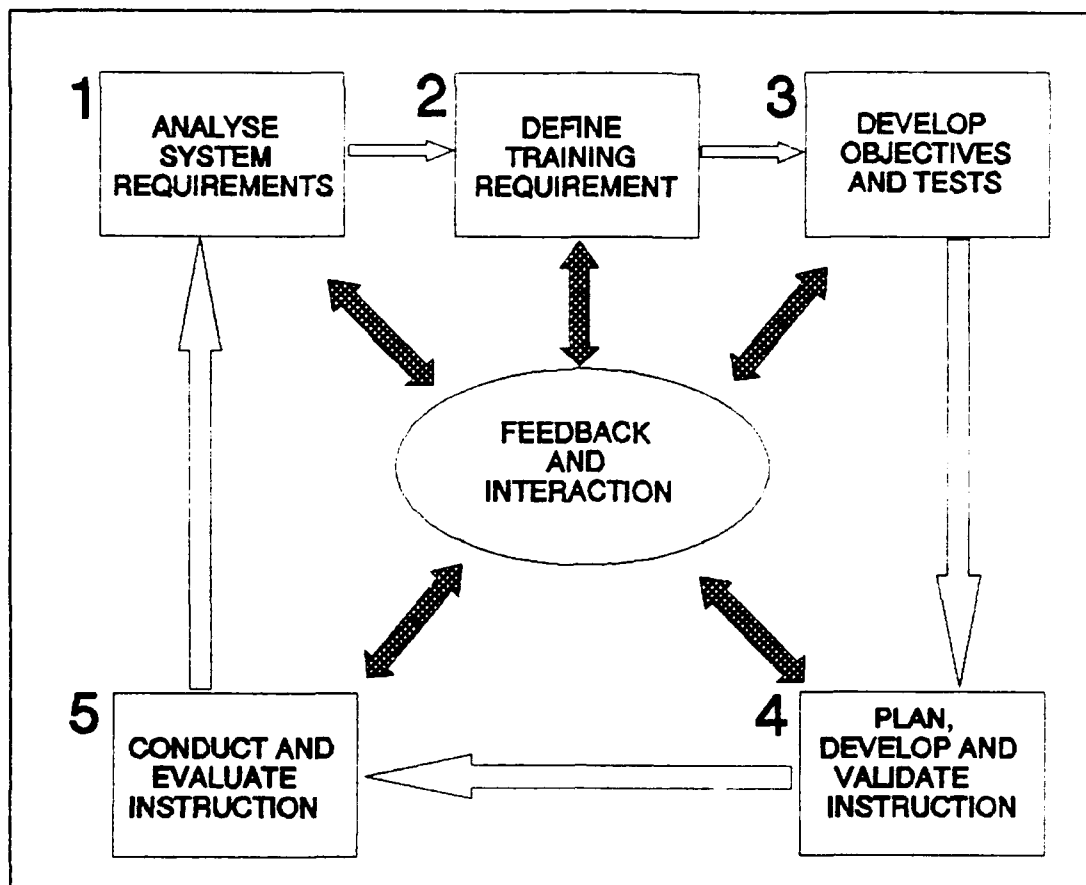 1
ANALYSE
SYSTEM
REQUIREMENTS
2
DEFINE
TRAINING
REQUIREMENT
3
DEVELOP
OBJECTIVES
AND TESTS
FEEDBACK
AND
INTERACTION
5
CONDUCT AND
EVALUATE
INSTRUCTION
4
PLAN,
DEVELOP AND
VALIDATE
INSTRUCTION